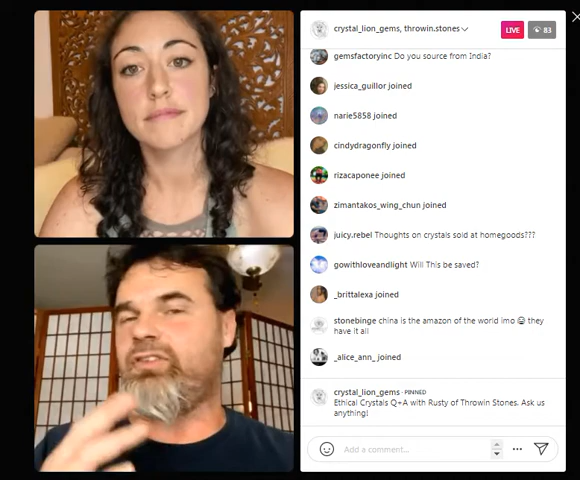 crystal_lion_gems, throwin.stones
LIVE
83
gemsfactoryinc Do you source from India?
jessica_guillor joined
narie5858 joined
cindydragonfly joined
rizacaponee joined
zimantakos_wing_chun joined
juicy.rebel Thoughts on crystals sold at homegoods???
gowithloveandlight Will This be saved?
_brittalexa joined
stonebinge china is the amazon of the world imo 😅 they
have it all
_alice_ann_ joined
crystal_lion_gems · PINNED
Ethical Crystals Q+A with Rusty of Throwin Stones. Ask us
anything!
Add a comment...